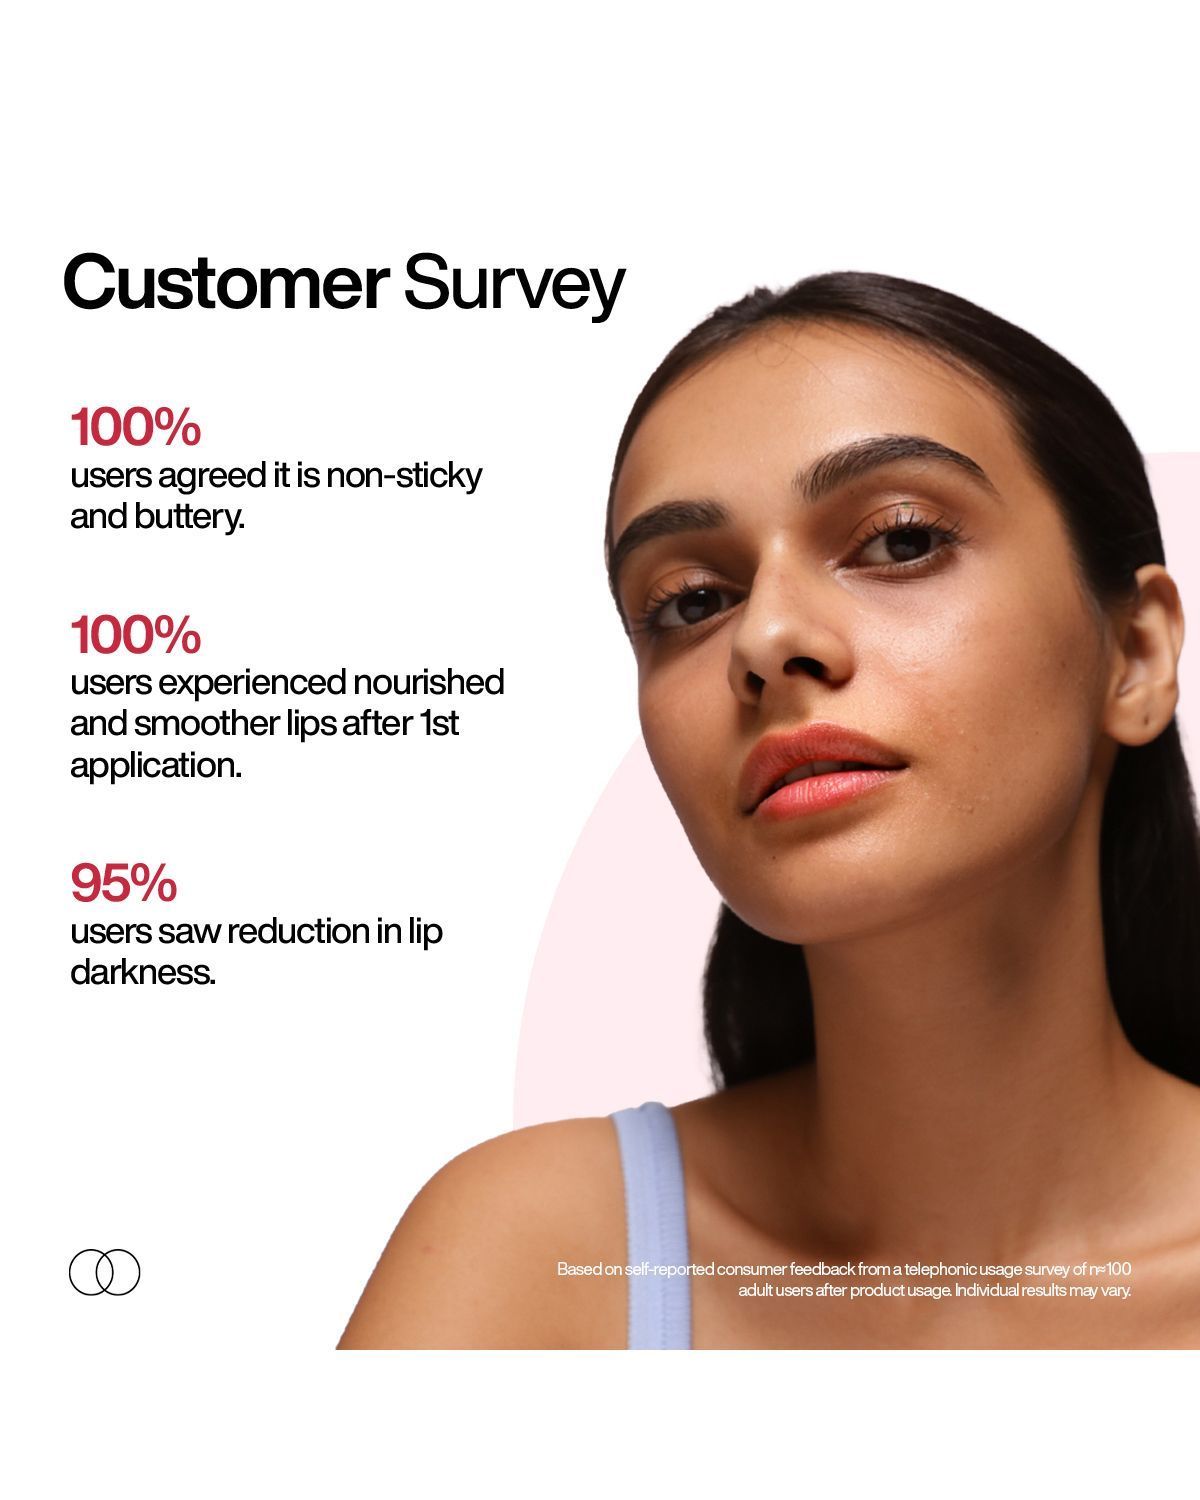 Customer Survey
100%
users agreed it is non-sticky
and buttery.
100%
users experienced nourished
and smoother lips after 1st
application.
95%
users saw reduction in lip
darkness.
Based on self-reported consumer feedback from a telephonic usage survey of n≈100
adult users after product usage. Individual results may vary.